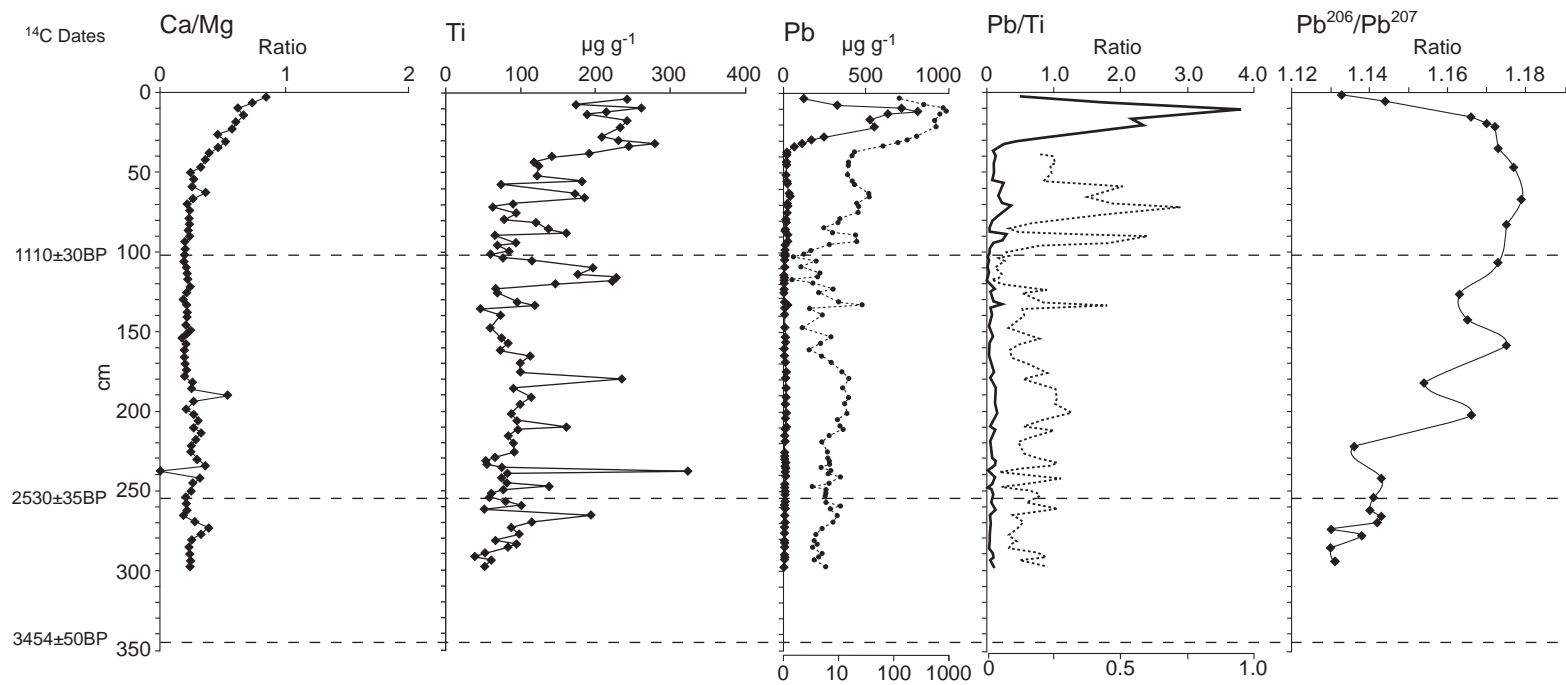 ¹⁴C Dates
Ca/Mg
Ratio
0 1 2
Ti
µg g⁻¹
0 100 200 300 400
Pb
µg g⁻¹
0 500 1000
Pb/Ti
Ratio
0 1.0 2.0 3.0 4.0
Pb²⁰⁶/Pb²⁰⁷
Ratio
1.12 1.14 1.16 1.18
0
50
100
150
200
250
300
350
cm
1110±30BP
2530±35BP
3454±50BP
0 10 100 1000
0 0.5 1.0